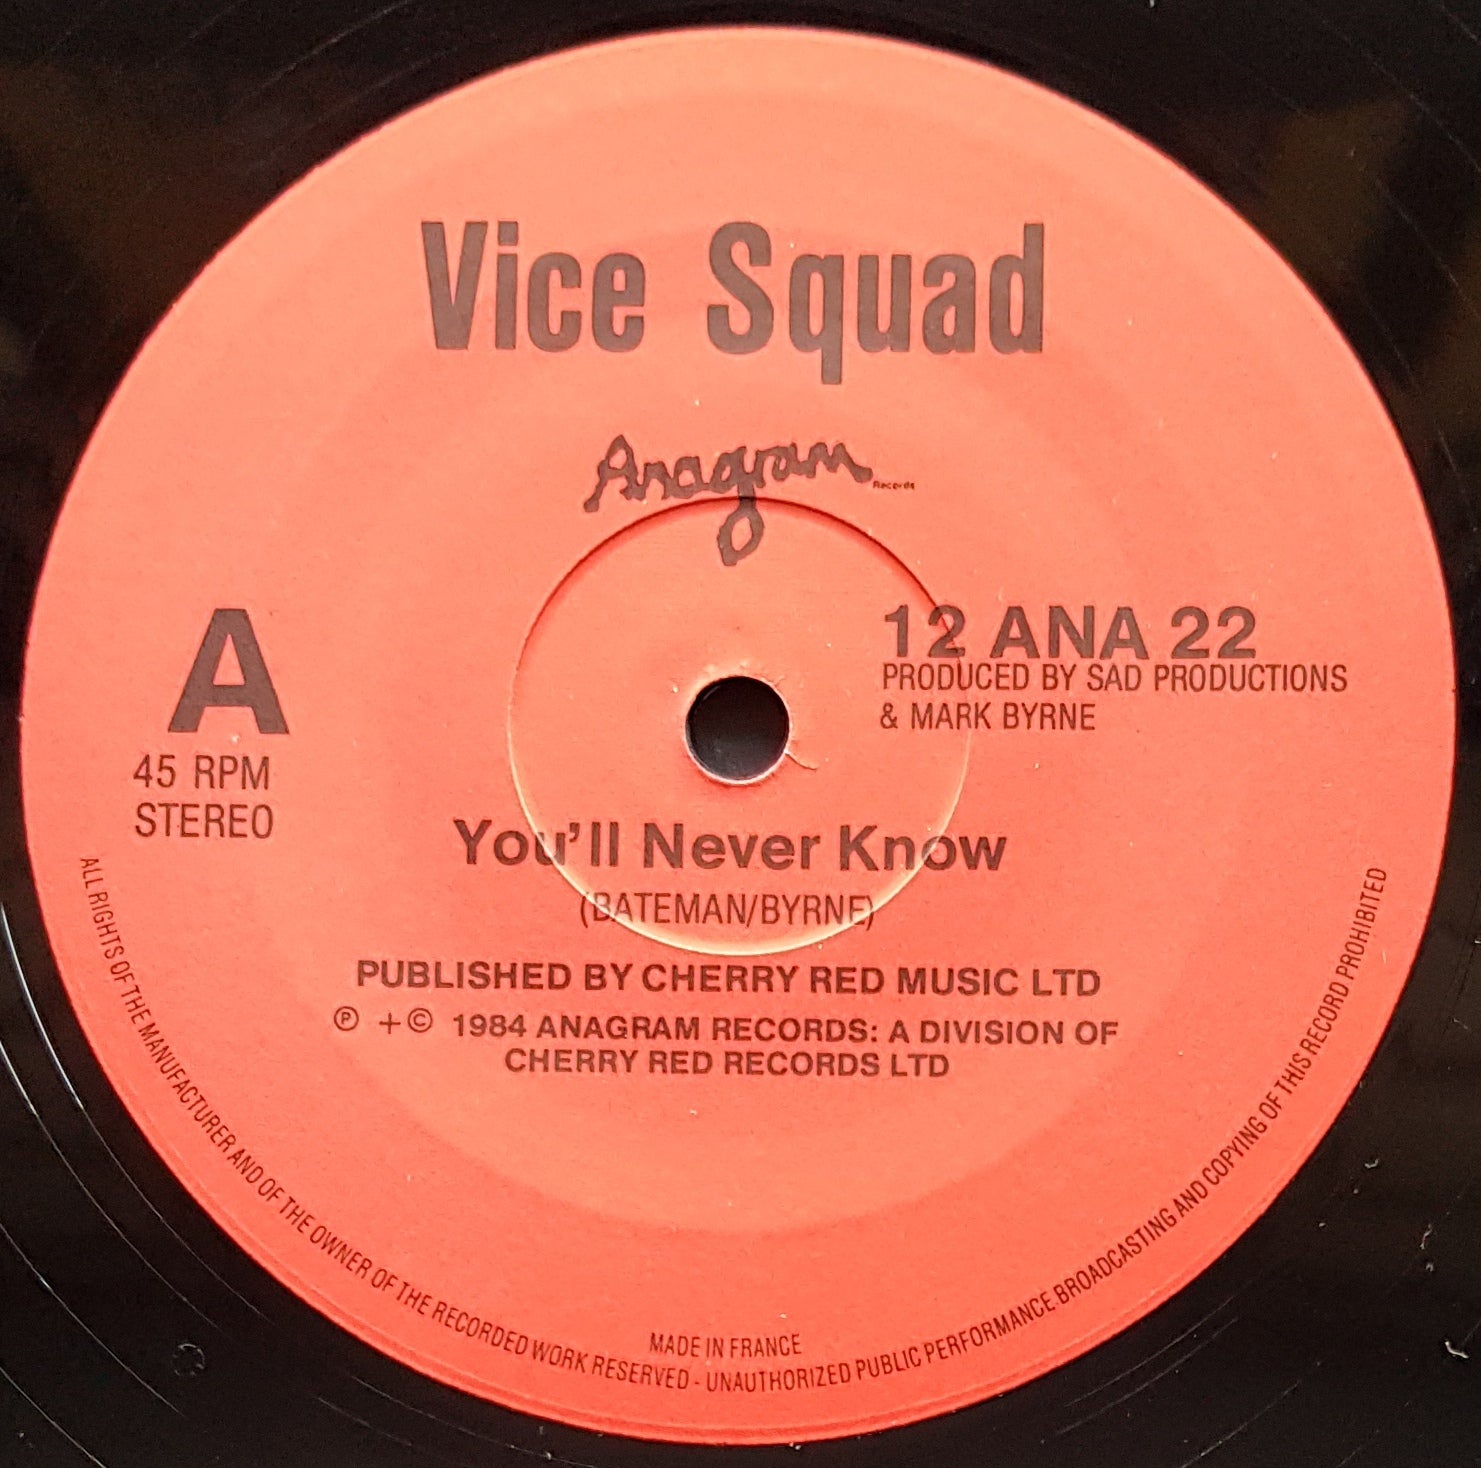 Vice Squad
Anagram
Records
A
45 RPM
STEREO
12 ANA 22
PRODUCED BY SAD PRODUCTIONS
& MARK BYRNE
You'll Never Know
(BATEMAN/BYRNE)
PUBLISHED BY CHERRY RED MUSIC LTD
℗ +© 1984 ANAGRAM RECORDS: A DIVISION OF
CHERRY RED RECORDS LTD
MADE IN FRANCE
ALL RIGHTS OF THE MANUFACTURER AND OF THE OWNER OF THE RECORDED WORK RESERVED - UNAUTHORIZED PUBLIC PERFORMANCE BROADCASTING AND COPYING OF THIS RECORD PROHIBITED